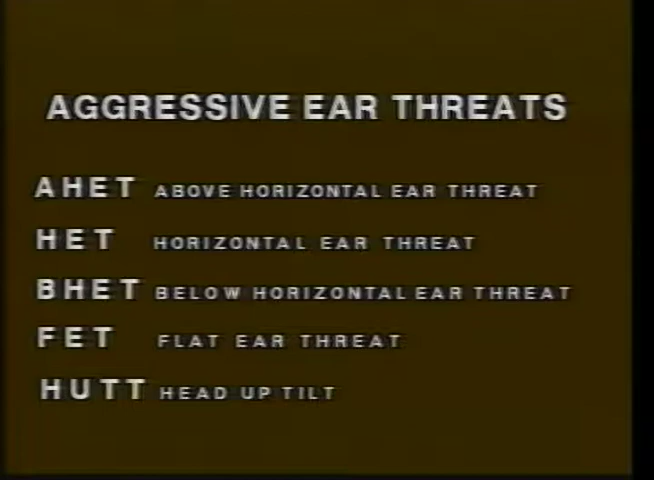 AGGRESSIVE EAR THREATS
AHET ABOVE HORIZONTAL EAR THREAT
HET HORIZONTAL EAR THREAT
BHET BELOW HORIZONTAL EAR THREAT
FET FLAT EAR THREAT
HUTT HEAD UP TILT